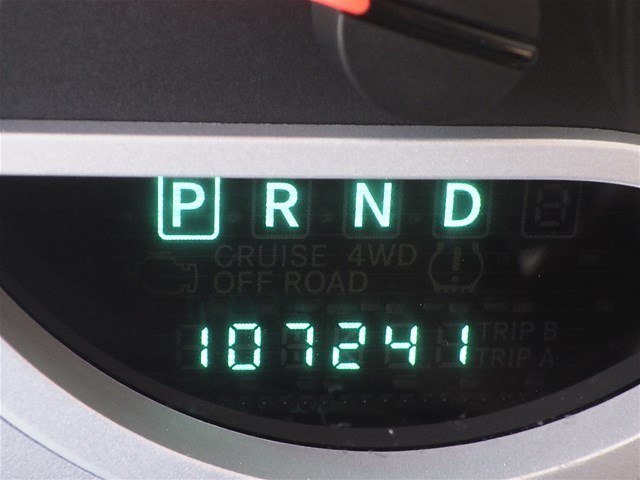 P R N D
CRUISE 4WD
OFF ROAD
107241
TRIP B
TRIP A